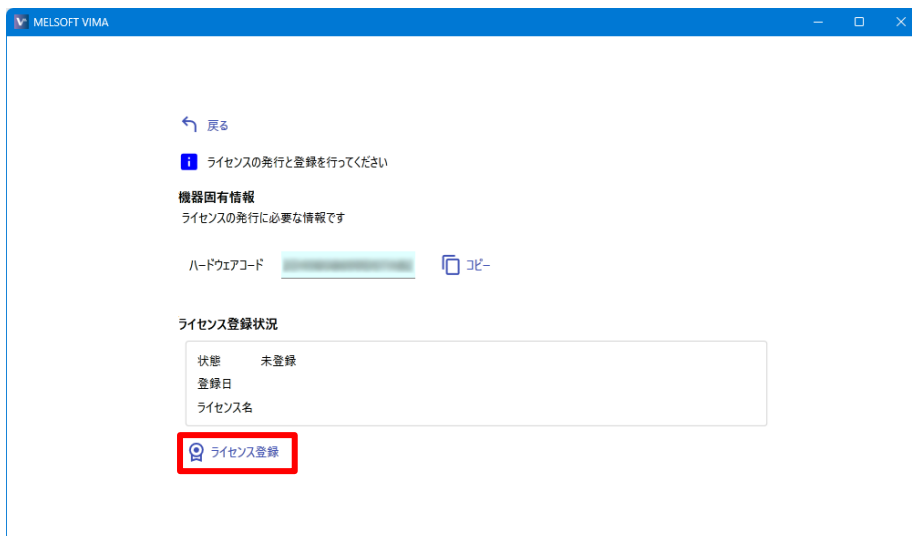 MELSOFT VIMA
戻る
ライセンスの発行と登録を行ってください
機器固有情報
ライセンスの発行に必要な情報です
ハードウェアコード
コピー
ライセンス登録状況
状態 未登録
登録日
ライセンス名
ライセンス登録